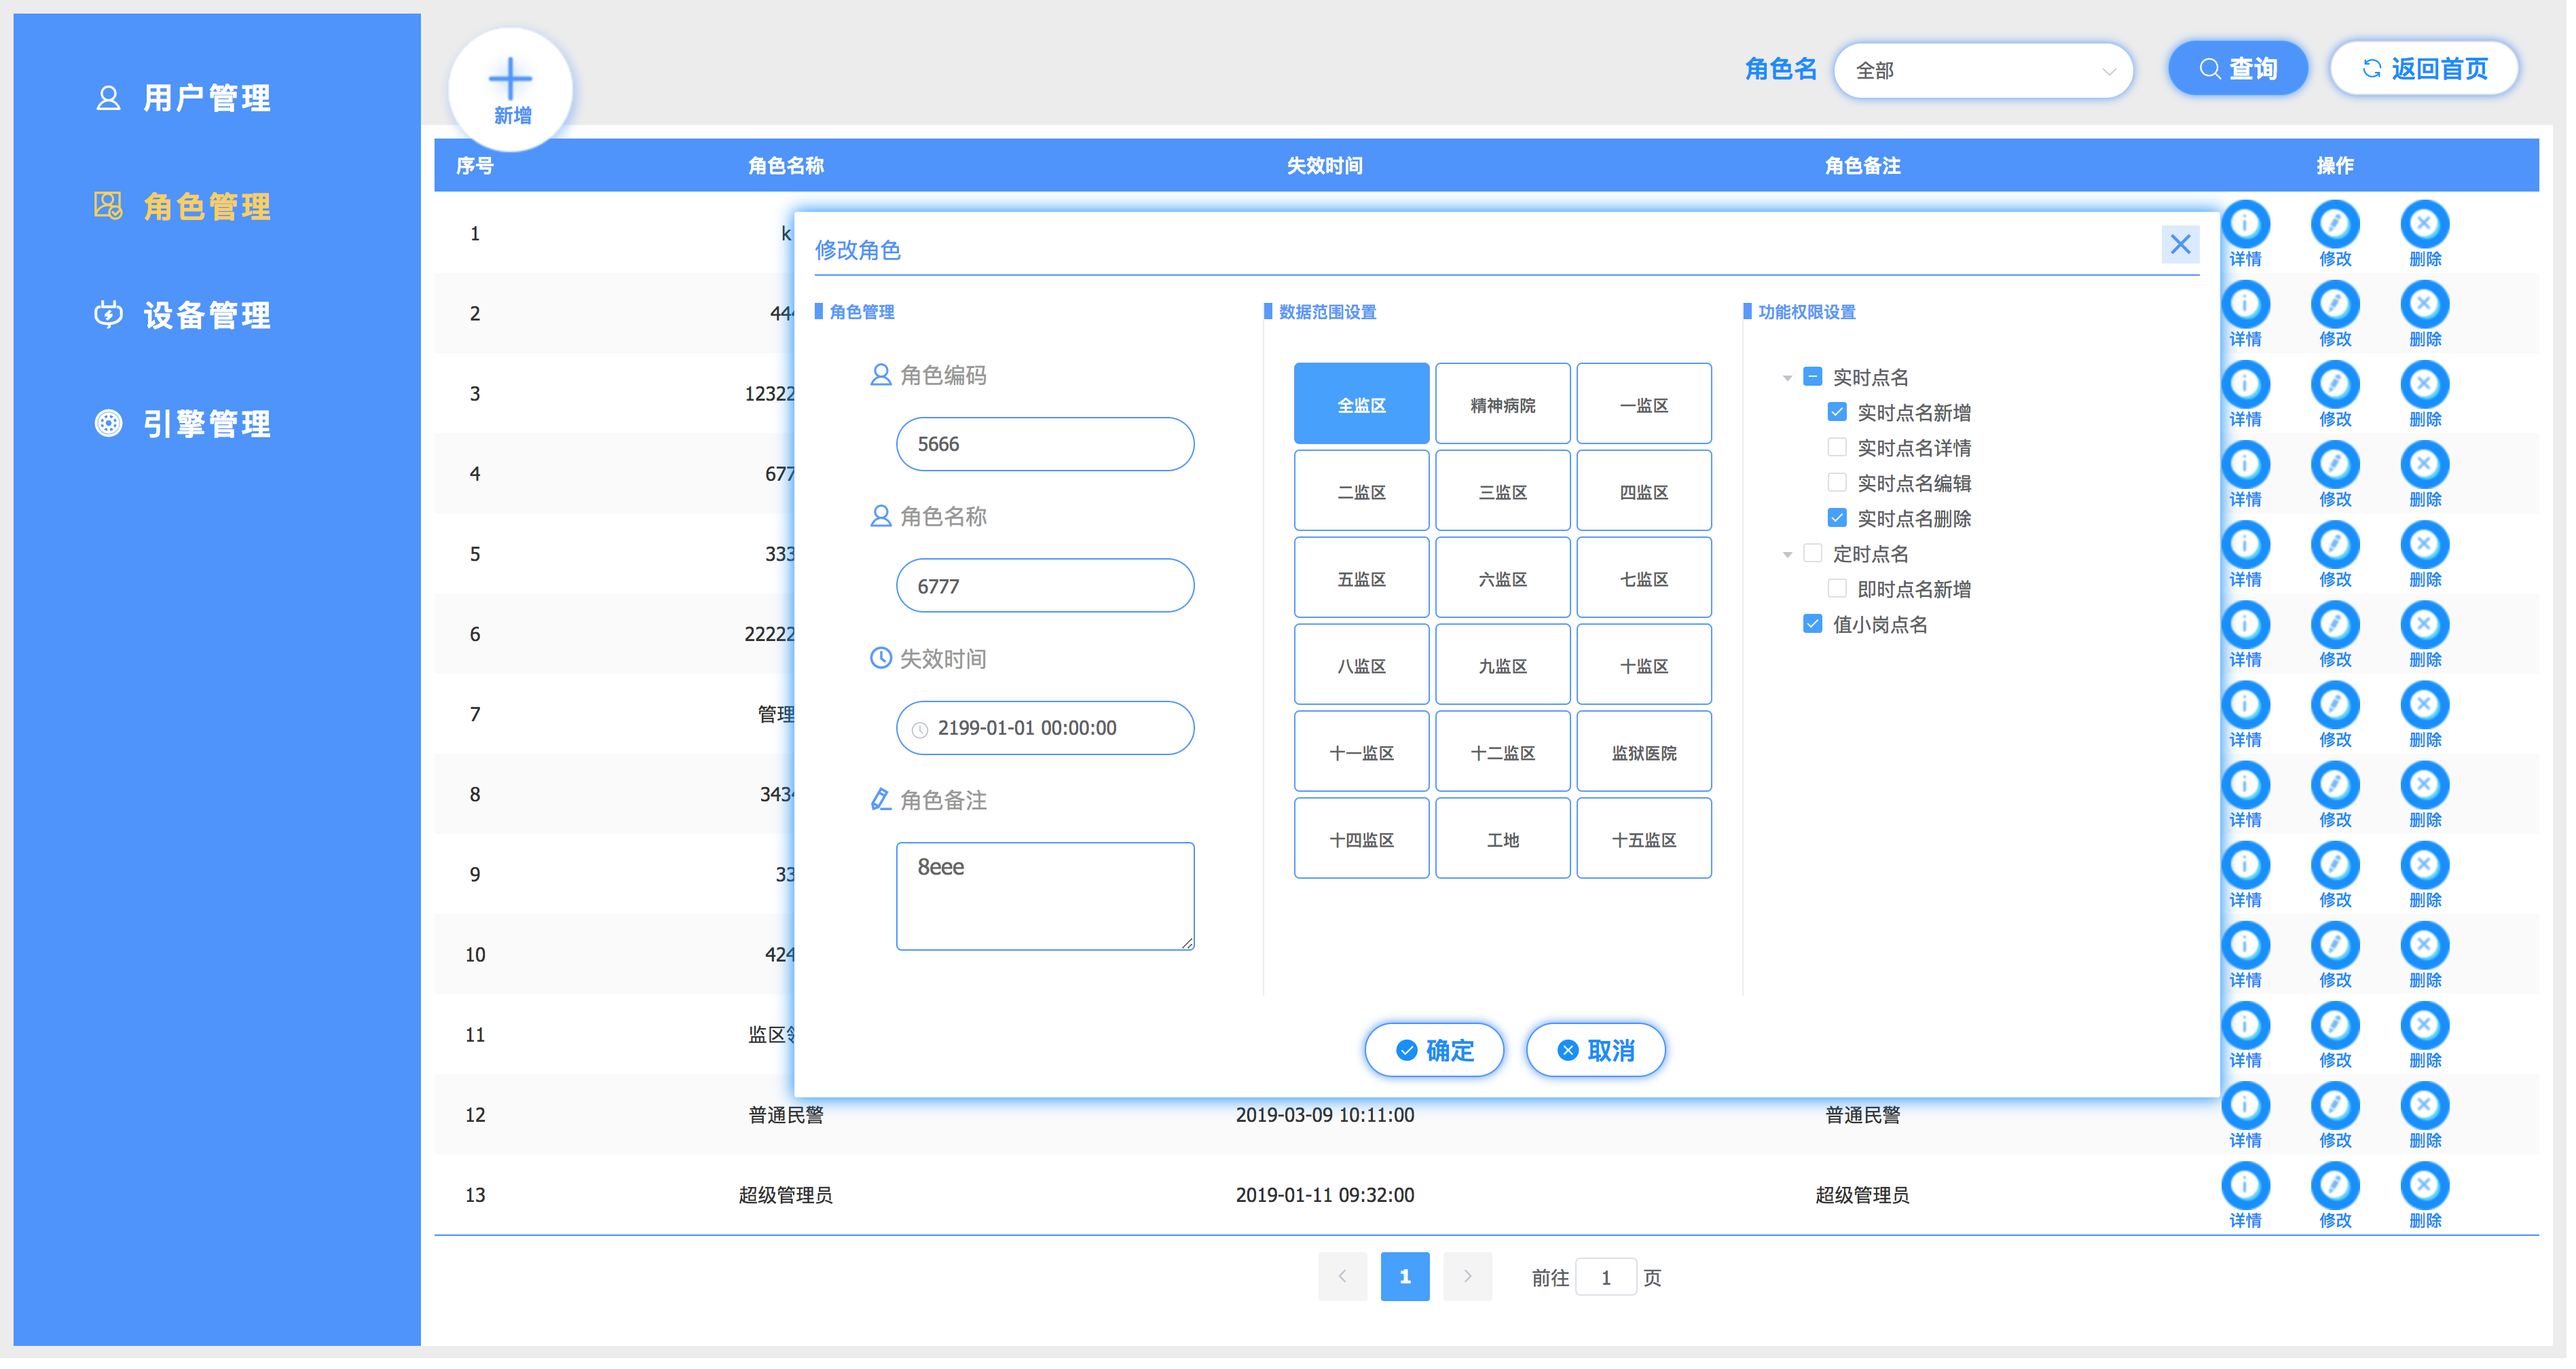 用户管理
角色管理
设备管理
引擎管理
新增
角色名 全部 查询 返回首页
序号 角色名称 失效时间 角色备注 操作
1 k 详情 修改 删除
2 444 详情 修改 删除
3 12322 详情 修改 删除
4 677 详情 修改 删除
5 333 详情 修改 删除
6 22222 详情 修改 删除
7 管理 详情 修改 删除
8 343 详情 修改 删除
9 33 详情 修改 删除
10 424 详情 修改 删除
11 监区 详情 修改 删除
12 普通民警 2019-03-09 10:11:00 普通民警 详情 修改 删除
13 超级管理员 2019-01-11 09:32:00 超级管理员 详情 修改 删除
修改角色
角色管理
角色编码
5666
角色名称
6777
失效时间
2199-01-01 00:00:00
角色备注
8eee
数据范围设置
全监区 精神病院 一监区
二监区 三监区 四监区
五监区 六监区 七监区
八监区 九监区 十监区
十一监区 十二监区 监狱医院
十四监区 工地 十五监区
功能权限设置
实时点名
实时点名新增
实时点名详情
实时点名编辑
实时点名删除
定时点名
即时点名新增
值小岗点名
确定 取消
1 前往 1 页